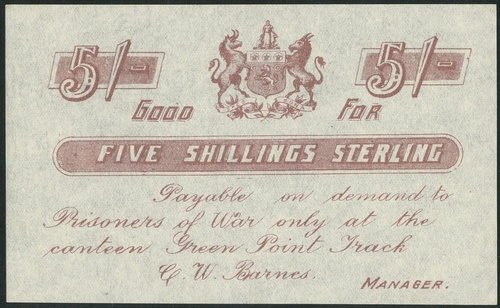 5/- 5/-
Good For
FIVE SHILLINGS STERLING
Payable on demand to
Prisoners of War only at the
canteen Green Point Track
C. W. Barnes.
MANAGER.